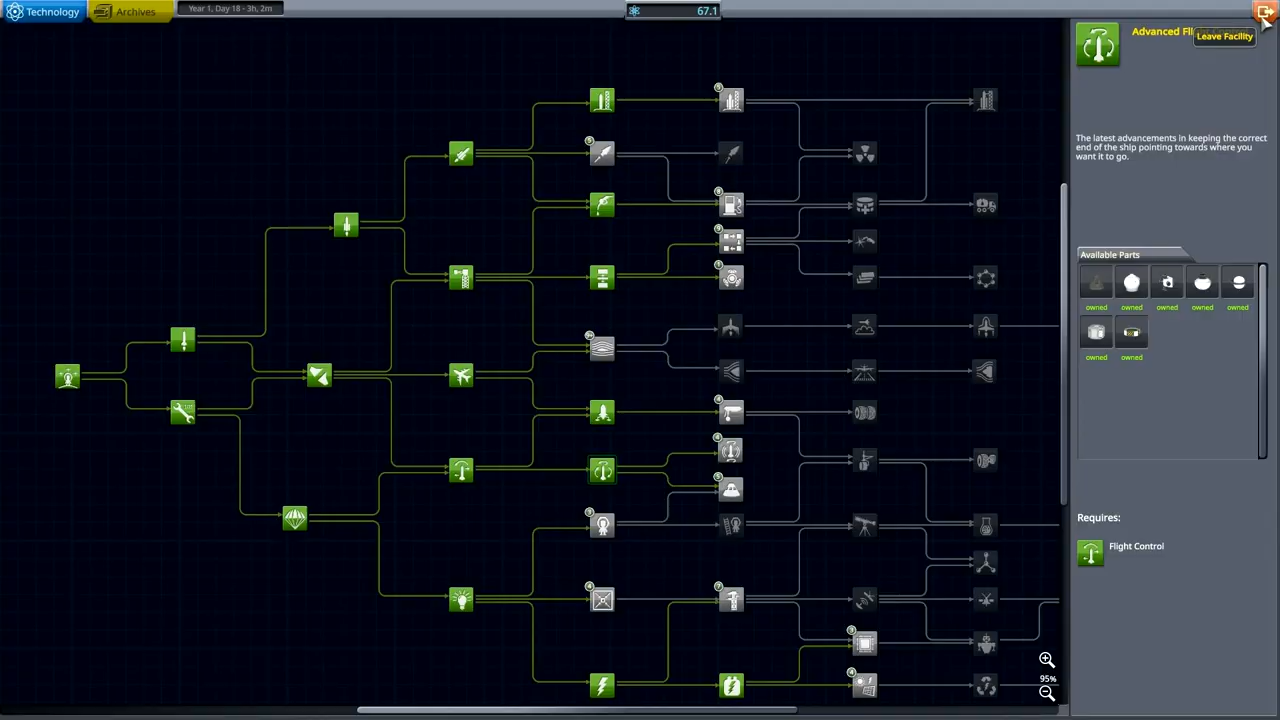 Technology
Archives
Year 1, Day 18 - 3h, 2m
67.1
Advanced Fli
Leave Facility
The latest advancements in keeping the correct
end of the ship pointing towards where you
want it to go.
Available Parts
owned owned owned owned owned
owned owned
Requires:
Flight Control
95%